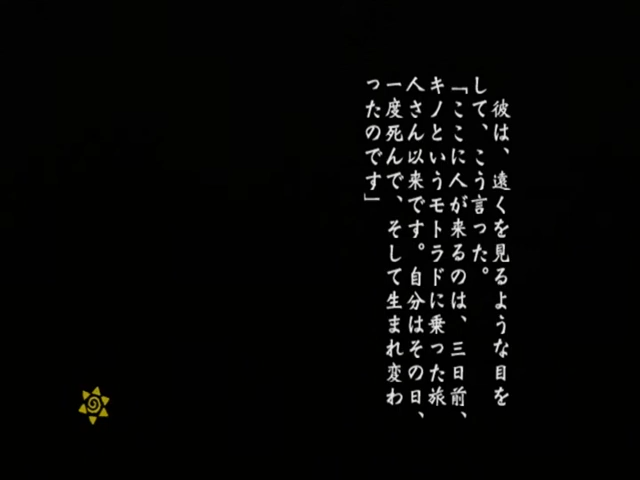 彼は、遠くを見るような目を
して、こう言った。
「ここに人が来るのは、三日前、
キノというモトラドに乗った旅
人さん以来です。自分はその日、
一度死んで、そして生まれ変わ
ったのです」